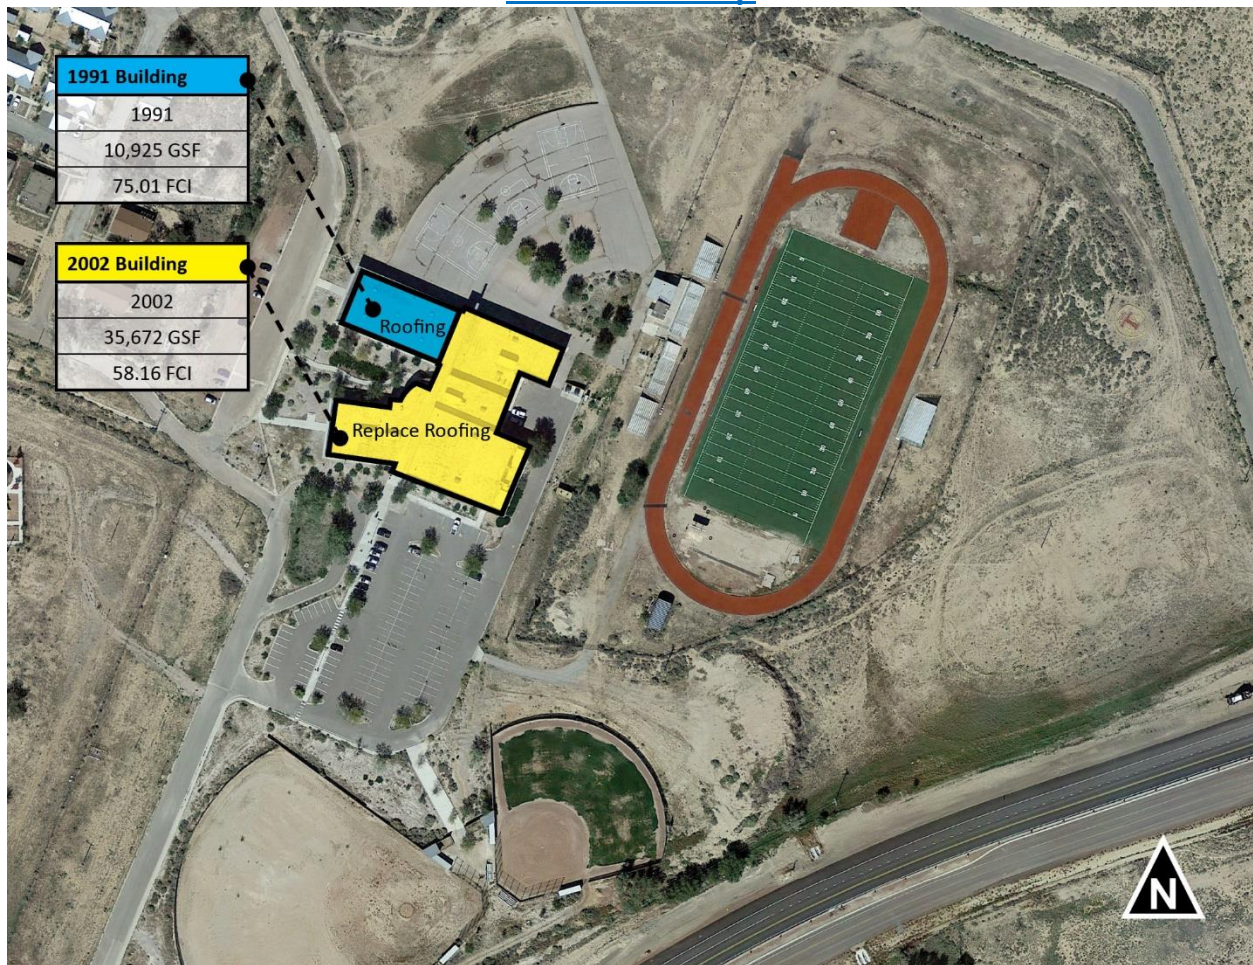 1991 Building
1991
10,925 GSF
75.01 FCI
2002 Building
2002
35,672 GSF
58.16 FCI
Roofing
Replace Roofing
N